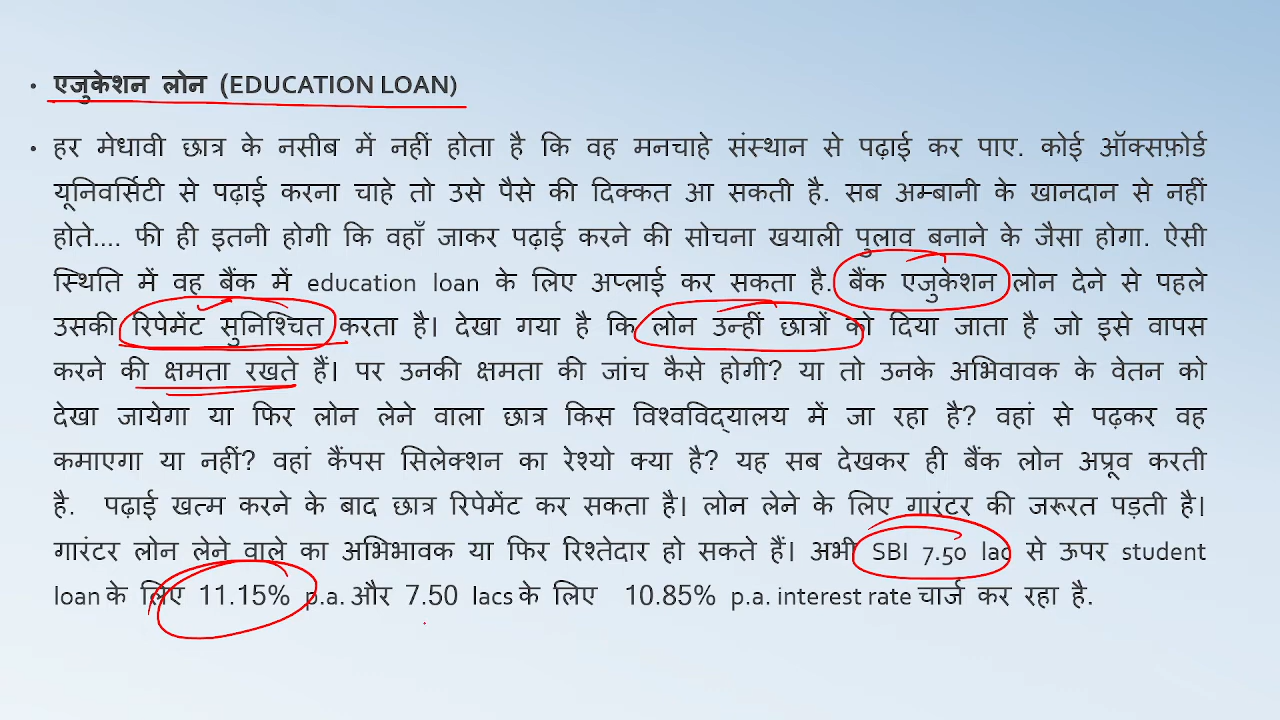 • एजुकेशन लोन (EDUCATION LOAN)
• हर मेधावी छात्र के नसीब में नहीं होता है कि वह मनचाहे संस्थान से पढ़ाई कर पाए. कोई ऑक्सफ़ोर्ड
यूनिवर्सिटी से पढ़ाई करना चाहे तो उसे पैसे की दिक्कत आ सकती है. सब अम्बानी के खानदान से नहीं
होते.... फी ही इतनी होगी कि वहाँ जाकर पढ़ाई करने की सोचना खयाली पुलाव बनाने के जैसा होगा. ऐसी
स्थिति में वह बैंक में education loan के लिए अप्लाई कर सकता है. बैंक एजुकेशन लोन देने से पहले
उसकी रिपेमेंट सुनिश्चित करता है। देखा गया है कि लोन उन्हीं छात्रों को दिया जाता है जो इसे वापस
करने की क्षमता रखते हैं। पर उनकी क्षमता की जांच कैसे होगी? या तो उनके अभिवावक के वेतन को
देखा जायेगा या फिर लोन लेने वाला छात्र किस विश्वविद्यालय में जा रहा है? वहां से पढ़कर वह
कमाएगा या नहीं? वहां कैंपस सिलेक्शन का रेश्यो क्या है? यह सब देखकर ही बैंक लोन अप्रूव करती
है. पढ़ाई खत्म करने के बाद छात्र रिपेमेंट कर सकता है। लोन लेने के लिए गारंटर की जरूरत पड़ती है।
गारंटर लोन लेने वाले का अभिभावक या फिर रिश्तेदार हो सकते हैं। अभी SBI 7.50 lac से ऊपर student
loan के लिए 11.15% p.a. और 7.50 lacs के लिए 10.85% p.a. interest rate चार्ज कर रहा है.